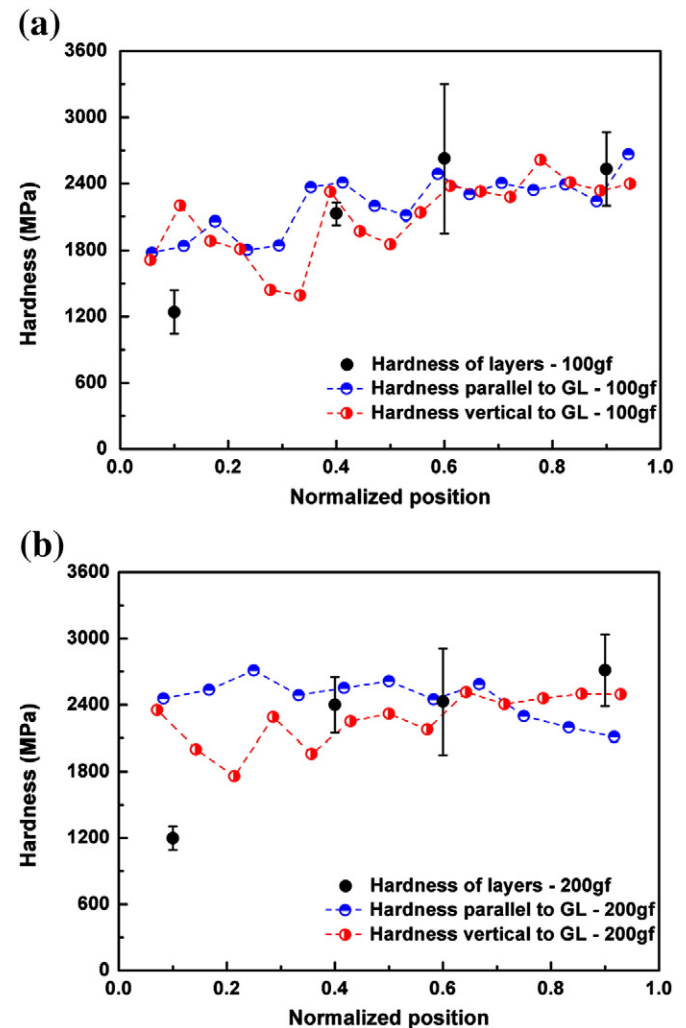 (a)
3600
3000
2400
1800
1200
600
0
Hardness (MPa)
Hardness of layers - 100gf
Hardness parallel to GL - 100gf
Hardness vertical to GL - 100gf
0.0 0.2 0.4 0.6 0.8 1.0
Normalized position
(b)
3600
3000
2400
1800
1200
600
0
Hardness (MPa)
Hardness of layers - 200gf
Hardness parallel to GL - 200gf
Hardness vertical to GL - 200gf
0.0 0.2 0.4 0.6 0.8 1.0
Normalized position